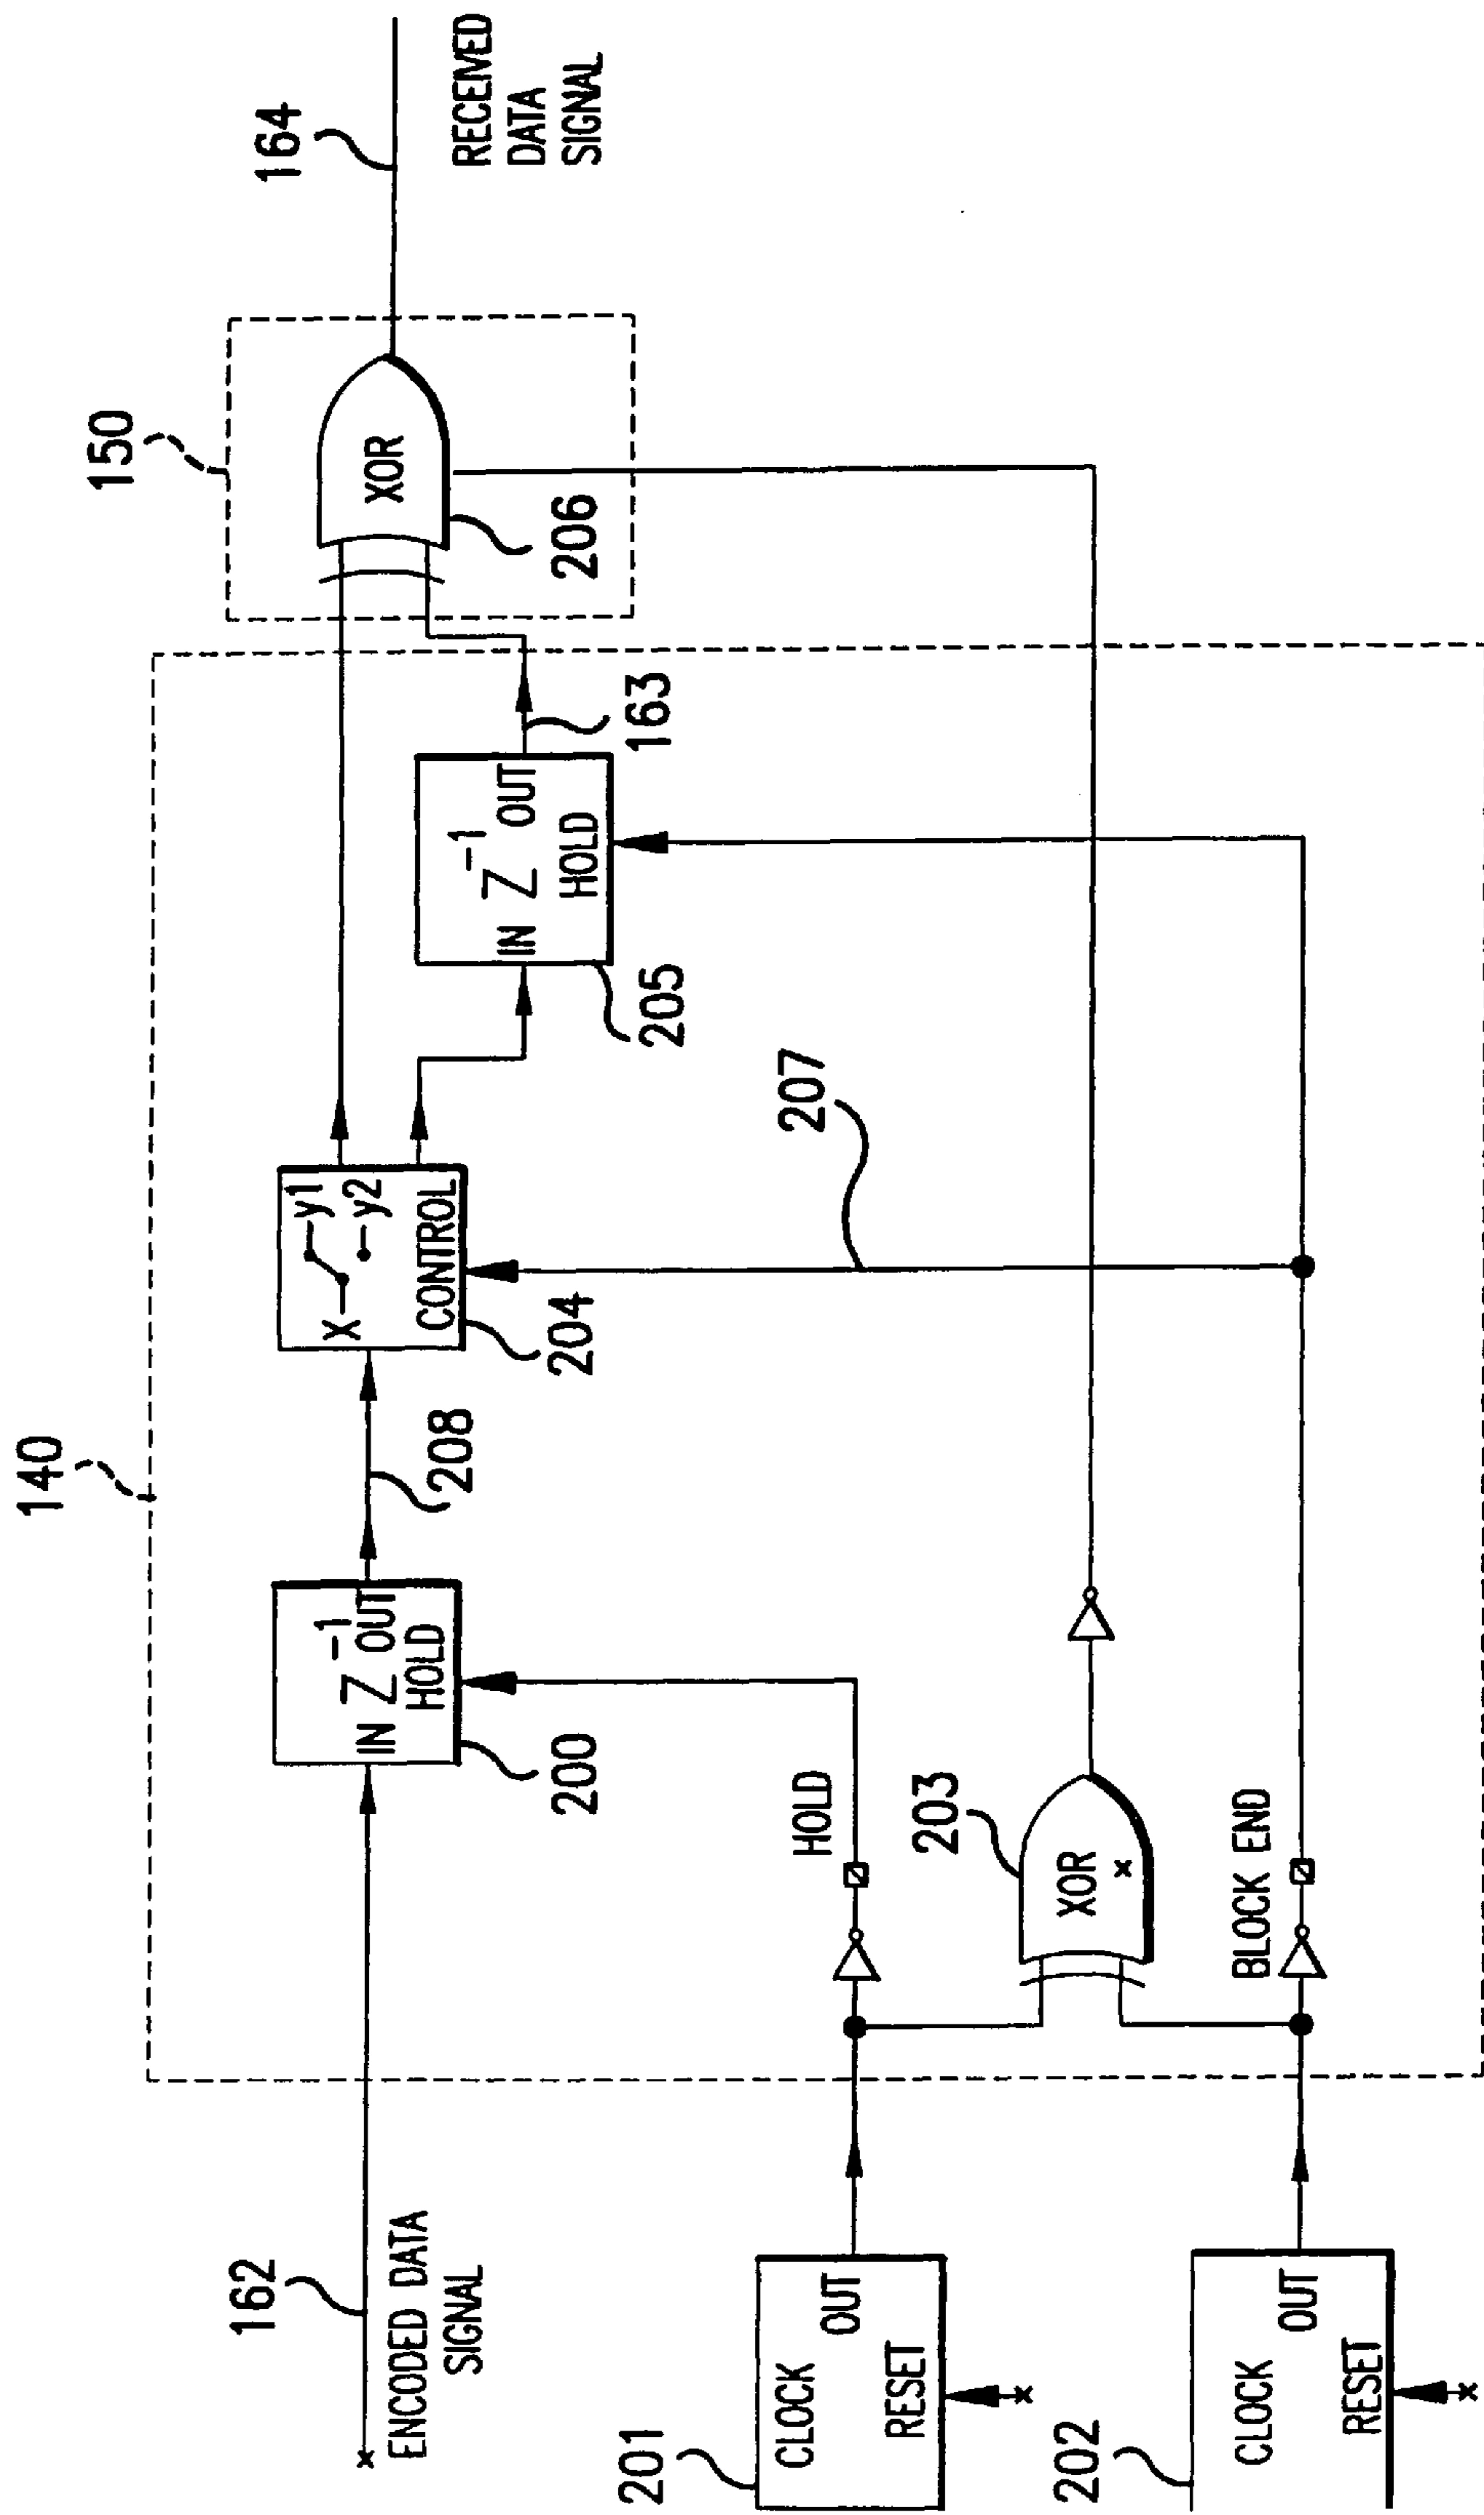 140
150
164
RECEIVED
DATA
SIGNAL
XOR
206
162
ENCODED DATA
SIGNAL
x
IN Z⁻¹ OUT
HOLD
200
208
X y1
y2
CONTROL
204
IN Z⁻¹ OUT
HOLD
205
163
207
201
CLOCK
OUT
RESET
x
HOLD
203
XOR
x
202
CLOCK
OUT
RESET
x
BLOCK END